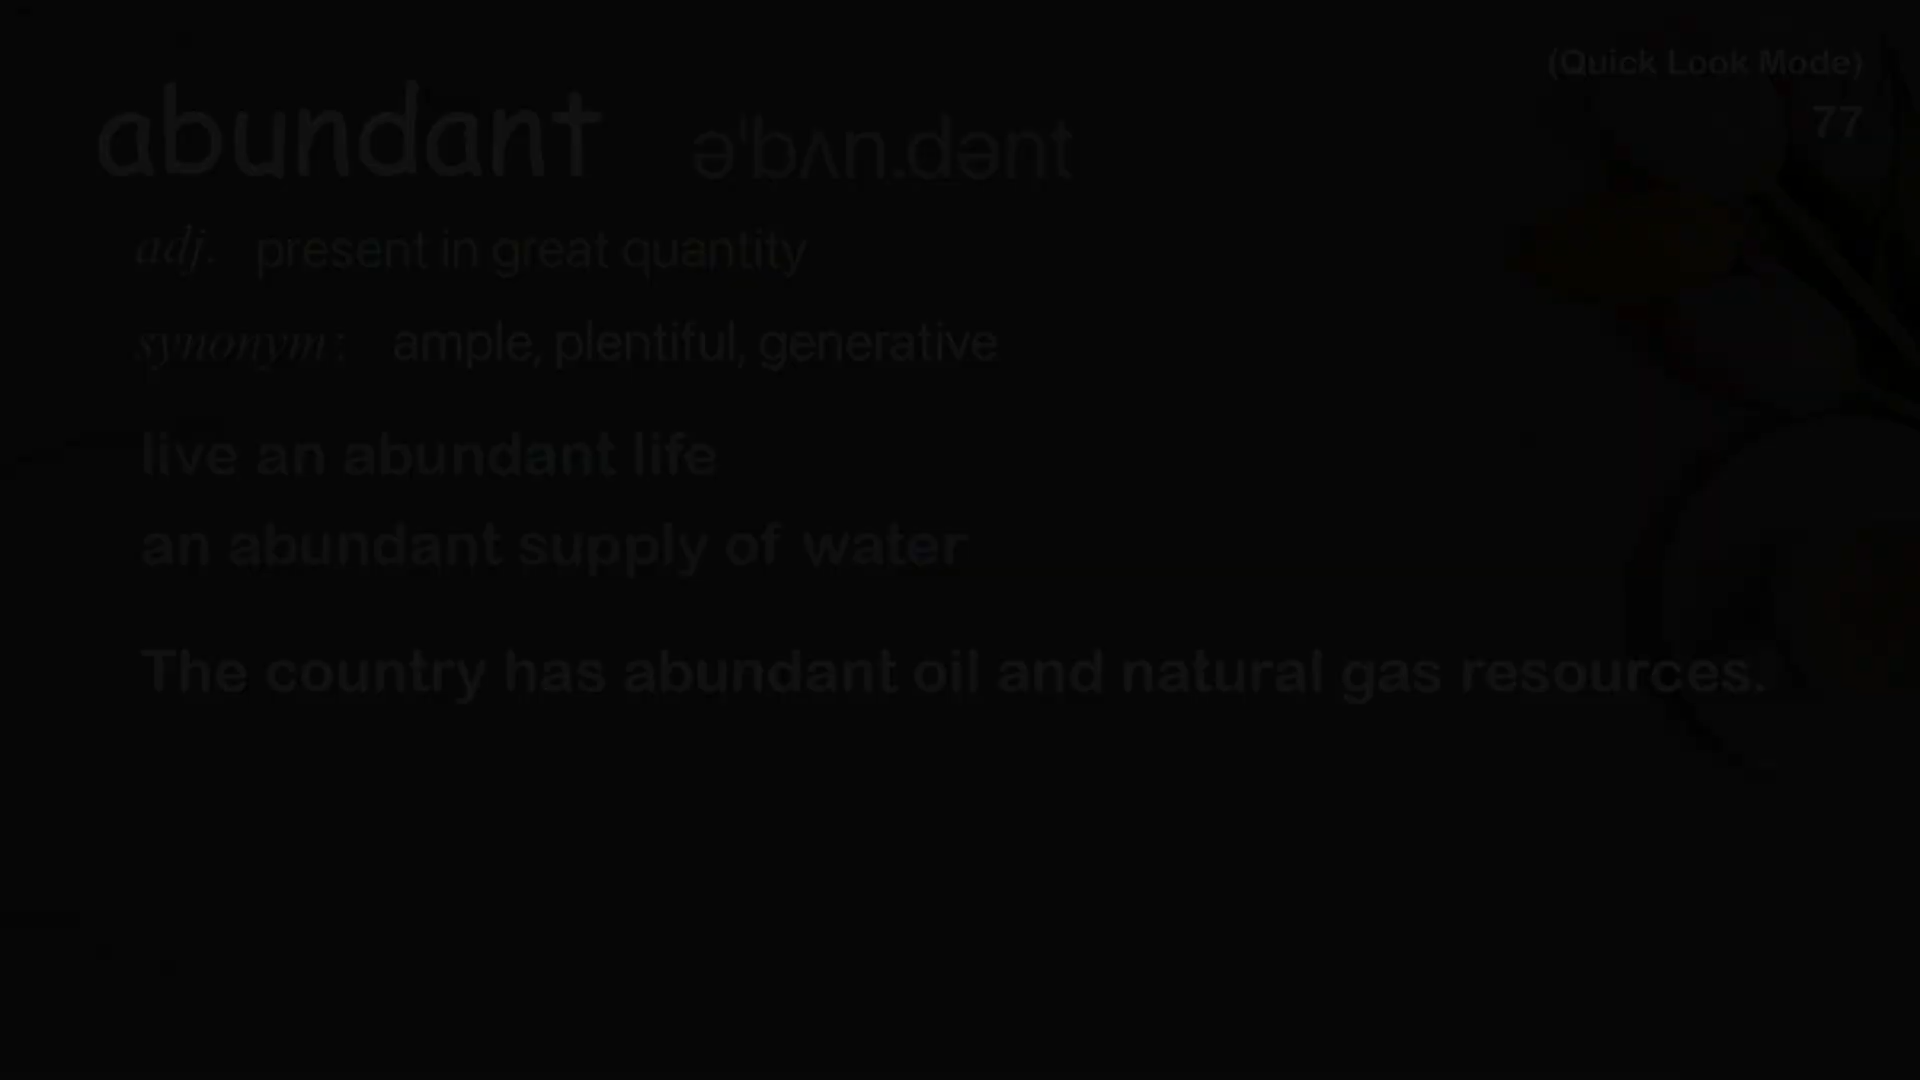 (Quick Look Mode)
77
abundant ə'bʌn.dənt
adj. present in great quantity
synonym: ample, plentiful, generative
live an abundant life
an abundant supply of water
The country has abundant oil and natural gas resources.